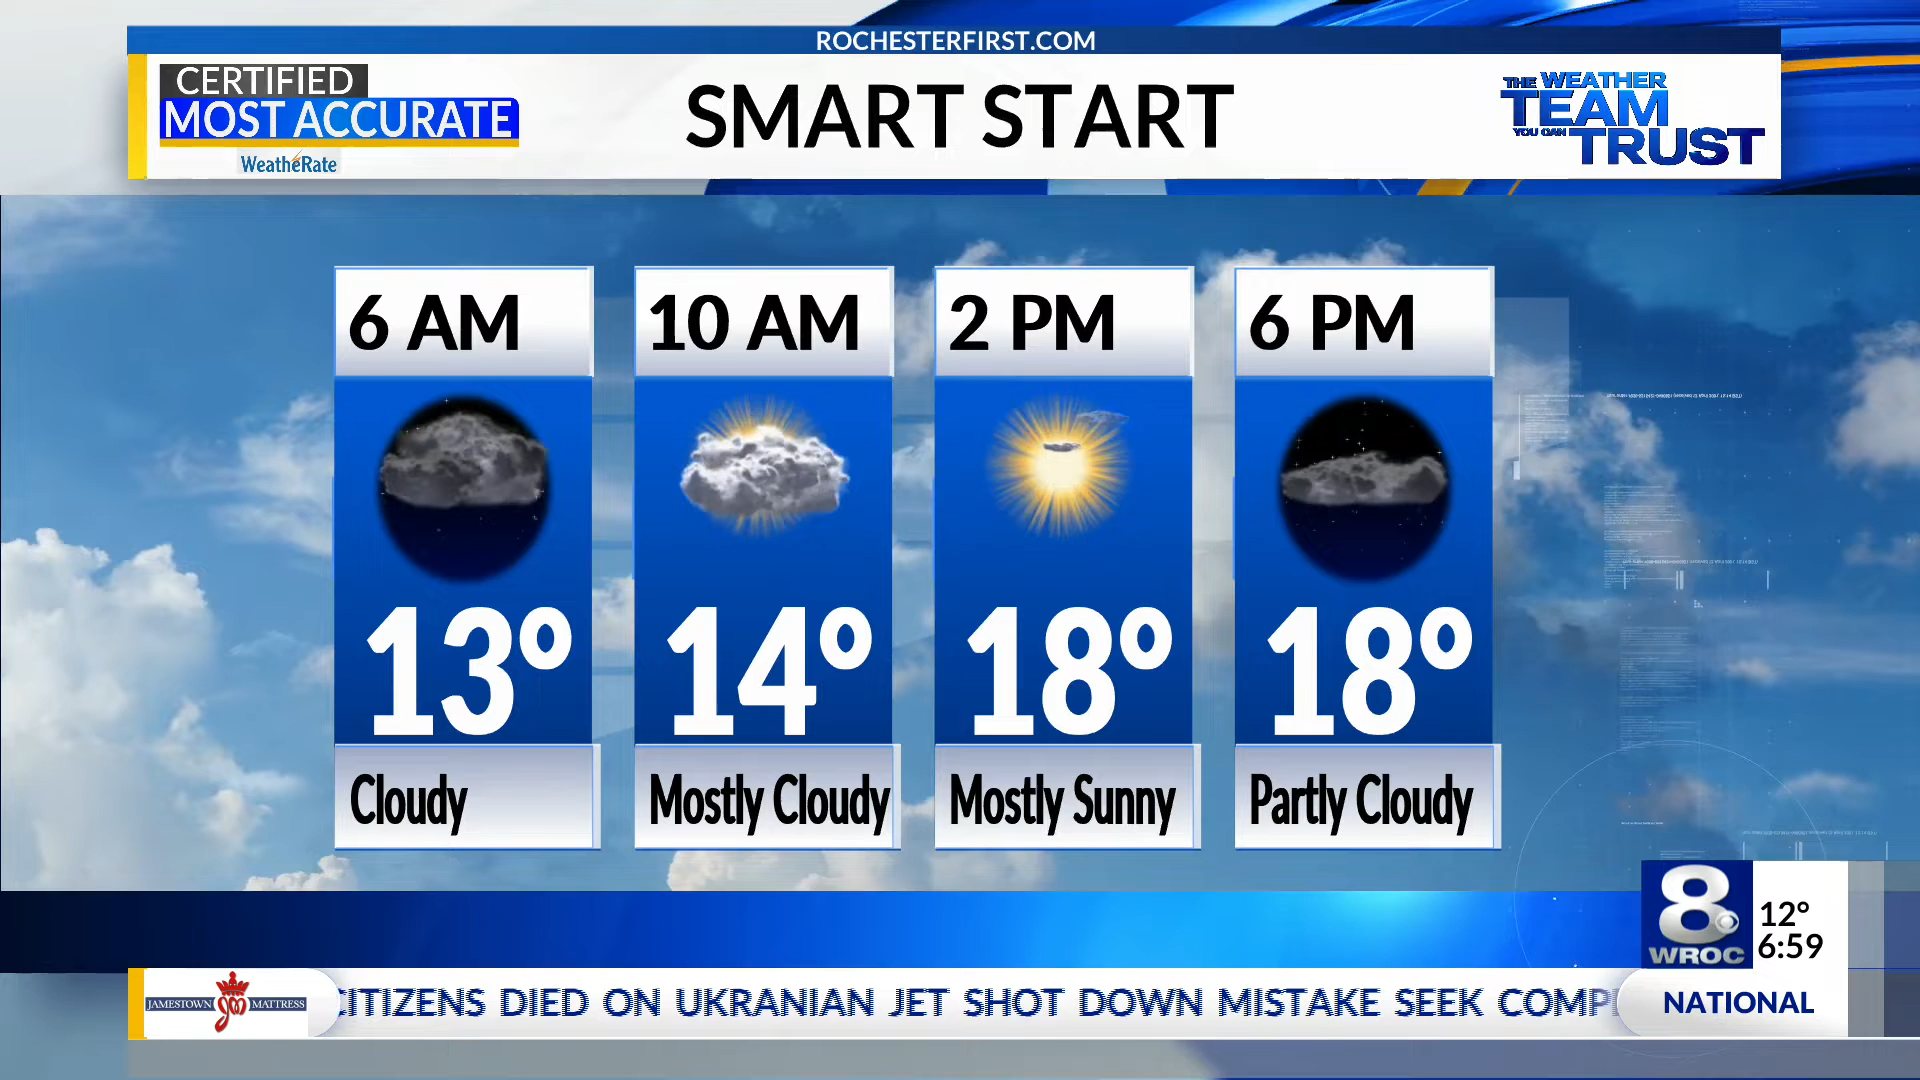 ROCHESTERFIRST.COM
CERTIFIED
MOST ACCURATE
WeatheRate
SMART START
THE WEATHER
TEAM
YOU CAN TRUST
6 AM
13°
Cloudy
10 AM
14°
Mostly Cloudy
2 PM
18°
Mostly Sunny
6 PM
18°
Partly Cloudy
8
WROC
12°
6:59
JAMESTOWN jm MATTRESS
CITIZENS DIED ON UKRANIAN JET SHOT DOWN MISTAKE SEEK COMP
NATIONAL